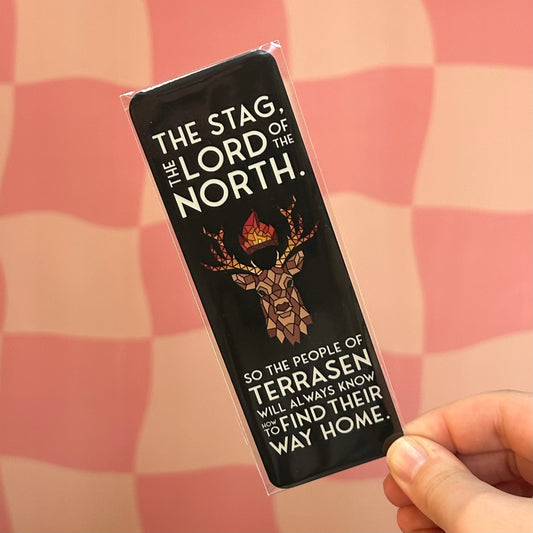 THE STAG,
THE LORD OF THE
NORTH.
SO THE PEOPLE OF
TERRASEN
WILL ALWAYS KNOW
HOW TO FIND THEIR
WAY HOME.